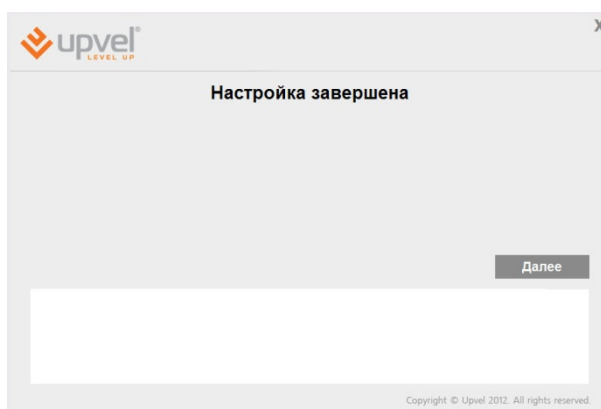 X
upvel
LEVEL UP
Настройка завершена
Далее
Copyright © Upvel 2012. All rights reserved.